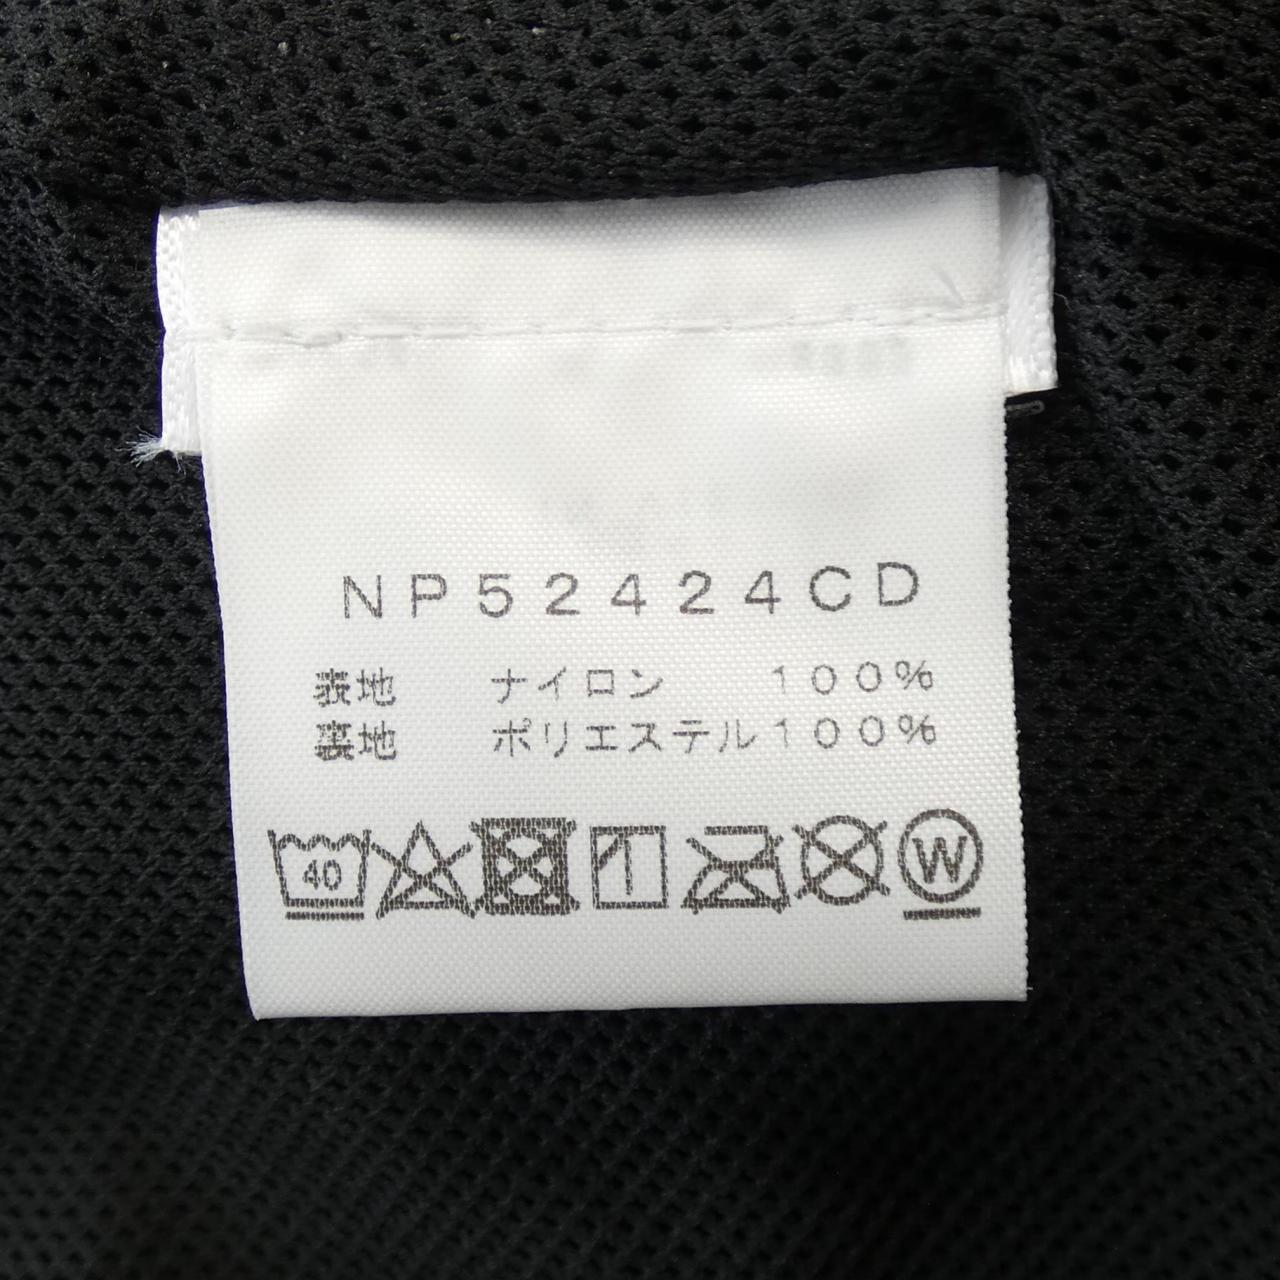 NP52424CD
表地 ナイロン 100%
裏地 ポリエステル100%
40 W